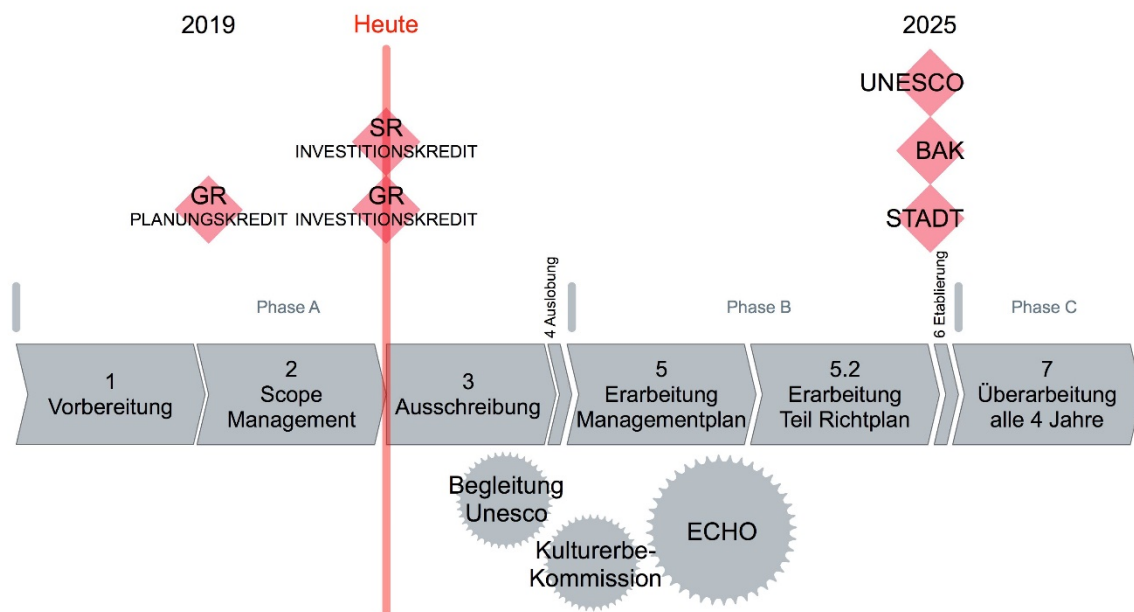 2019
Heute
2025
UNESCO
SR
INVESTITIONSKREDIT
BAK
GR
PLANUNGSKREDIT
GR
INVESTITIONSKREDIT
STADT
Phase A
4 Auslobung
Phase B
6 Etablierung
Phase C
1
Vorbereitung
2
Scope
Management
3
Ausschreibung
5
Erarbeitung
Managementplan
5.2
Erarbeitung
Teil Richtplan
7
Überarbeitung
alle 4 Jahre
Begleitung
Unesco
Kulturerbe-
Kommission
ECHO